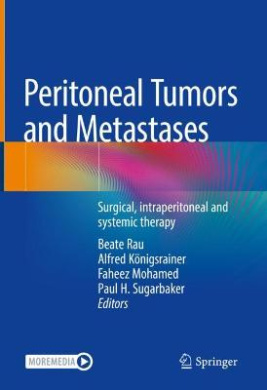 Peritoneal Tumors
and Metastases
Surgical, intraperitoneal and
systemic therapy
Beate Rau
Alfred Königsrainer
Faheez Mohamed
Paul H. Sugarbaker
Editors
MOREMEDIA
Springer